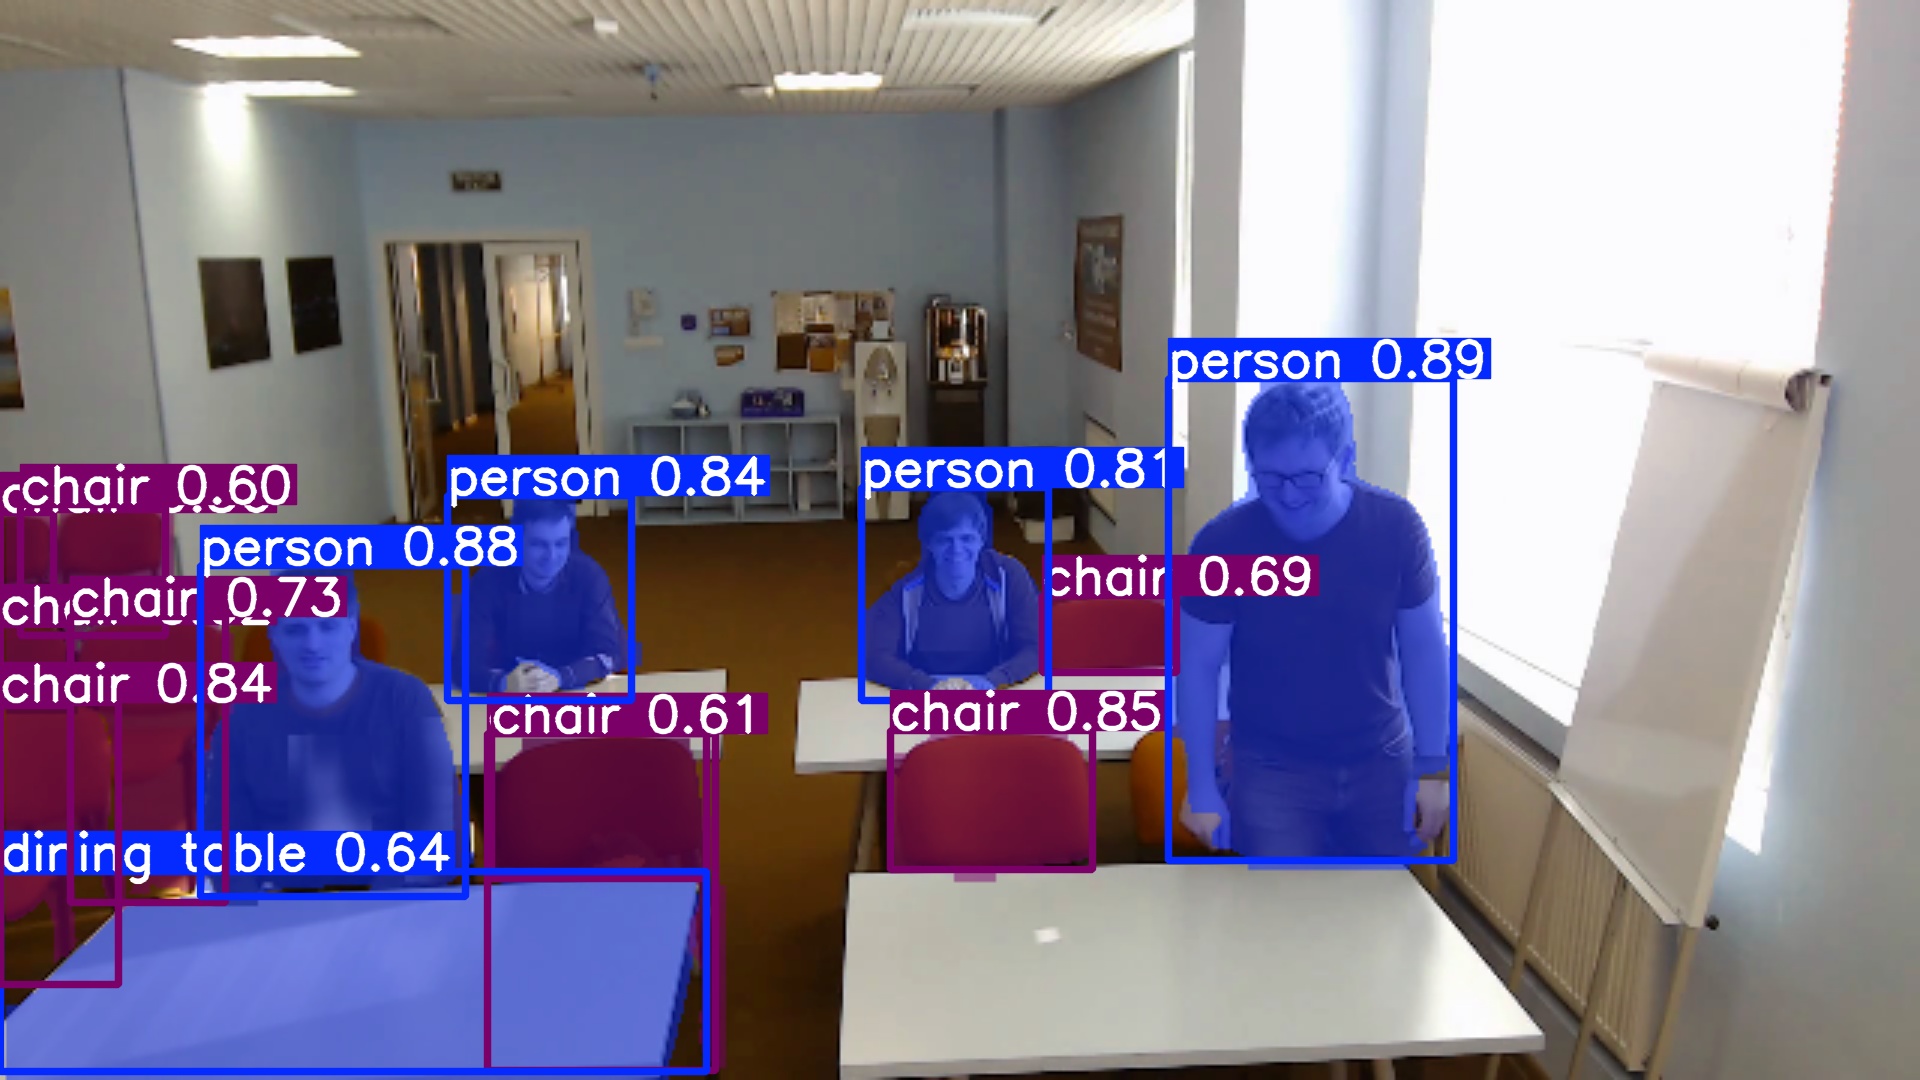 person 0.89
person 0.81
person 0.84
chair 0.60
person 0.88
chair 0.69
chair 0.73
chair 0.84
chair 0.61
chair 0.85
dining table 0.64